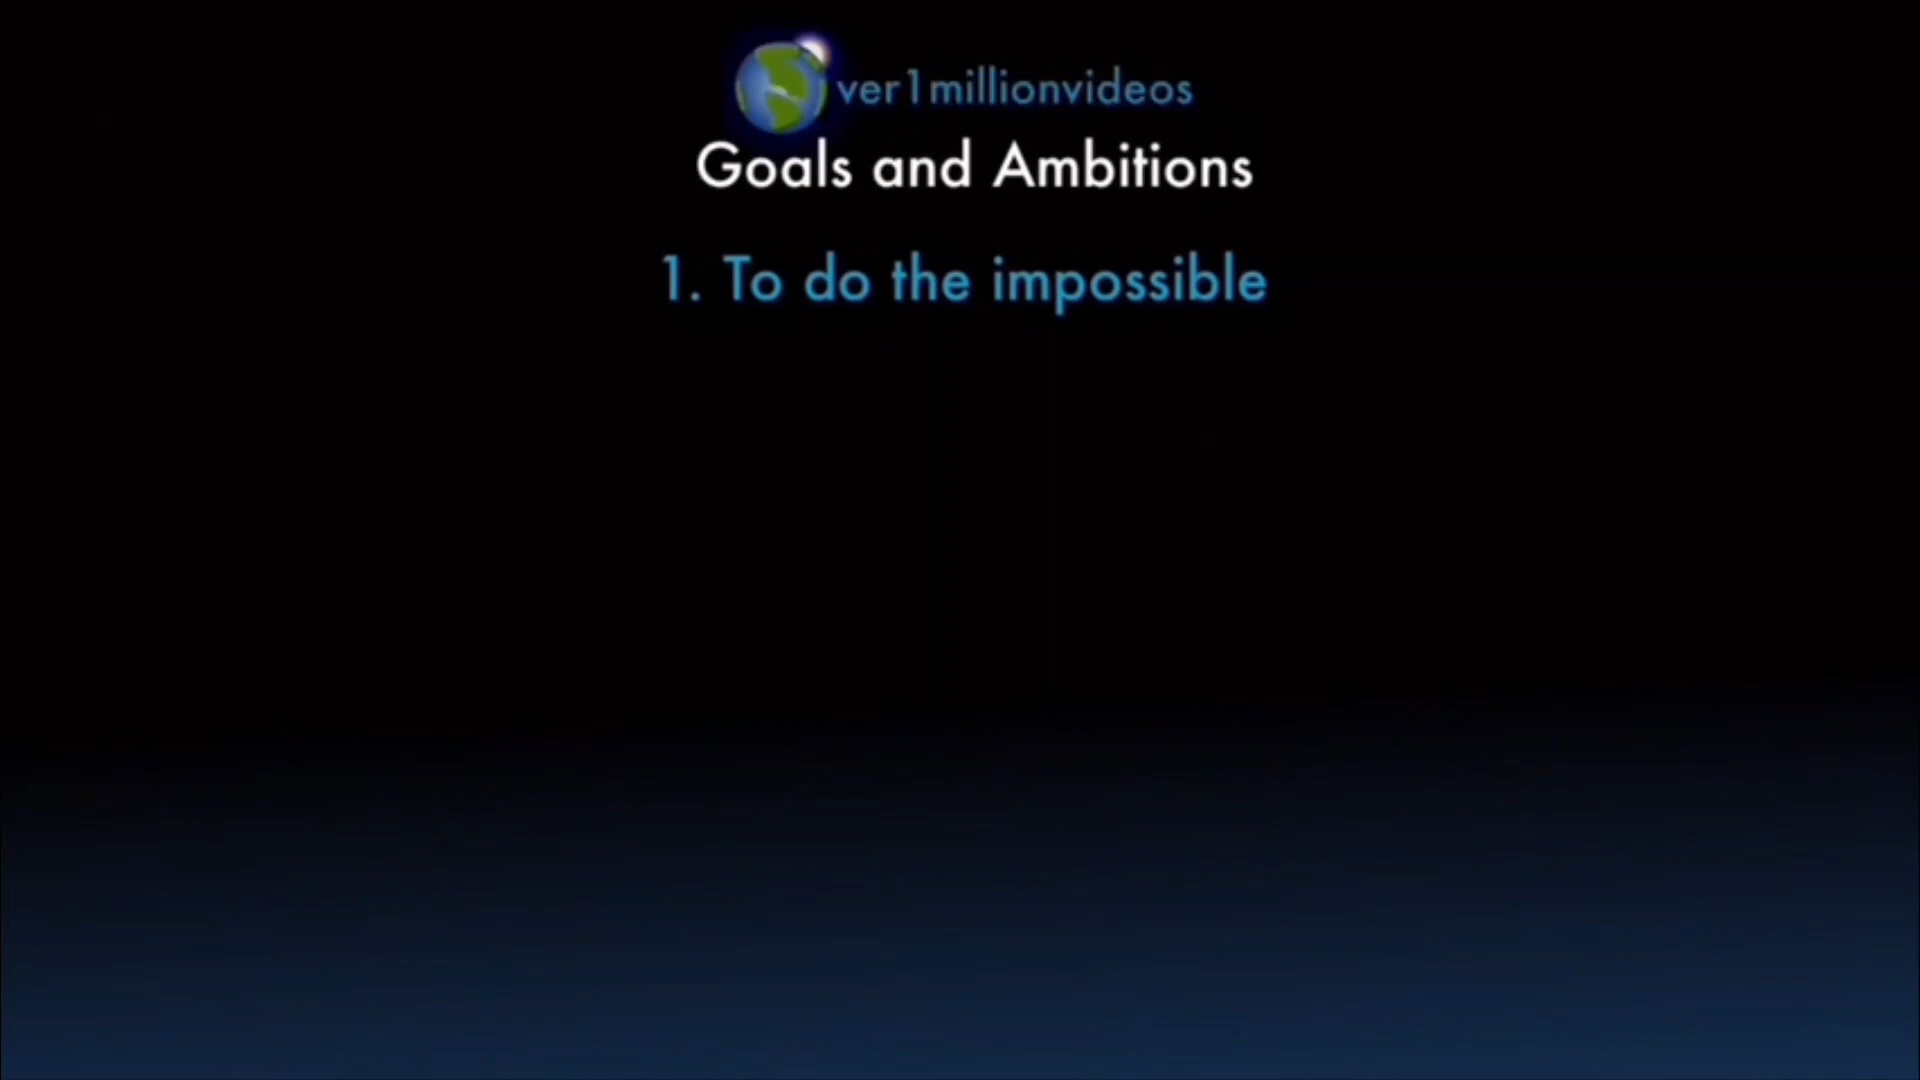 ver1millionvideos
Goals and Ambitions
1. To do the impossible